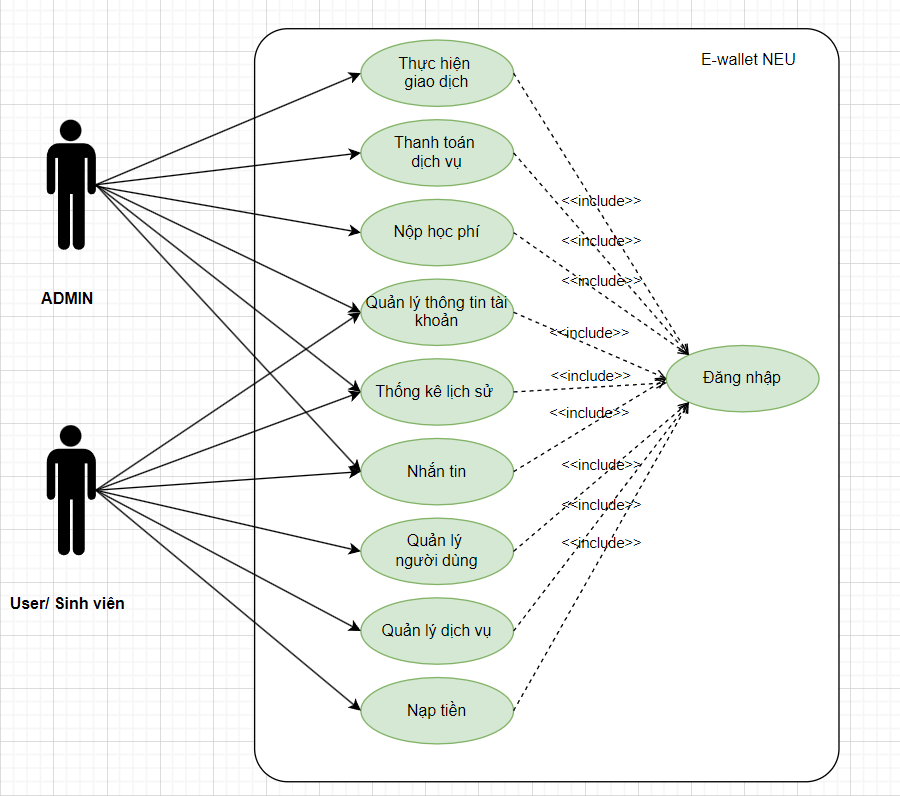 E-wallet NEU
Thực hiện
giao dịch
Thanh toán
dịch vụ
<<include>>
Nộp học phí
<<include>>
<<include>>
ADMIN
Quản lý thông tin tài
khoản
<<include>>
<<include>>
Đăng nhập
Thống kê lịch sử
<<include>>
Nhắn tin
<<include>>
<<include>>
Quản lý
người dùng
<<include>>
User/ Sinh viên
Quản lý dịch vụ
Nạp tiền